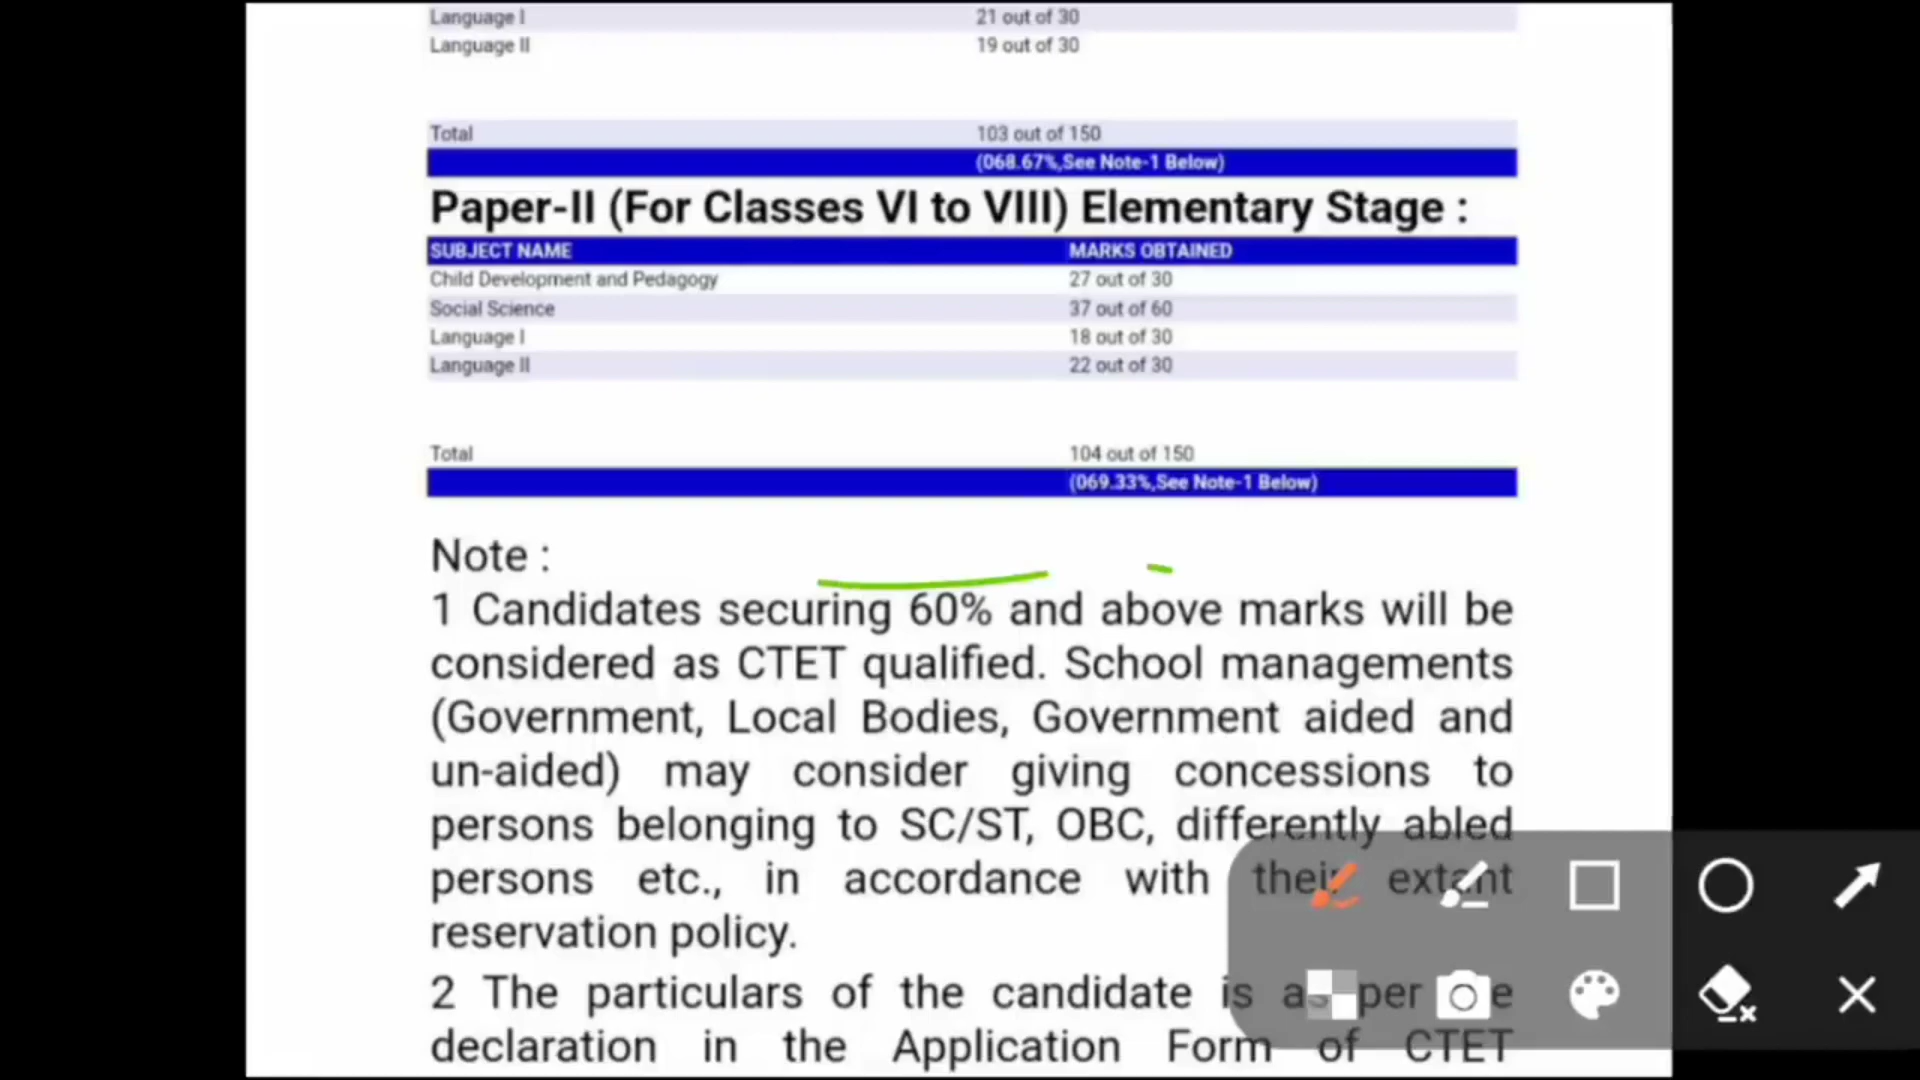 Language I 21 out of 30
Language II 19 out of 30
Total 103 out of 150
(068.67%,See Note-1 Below)
Paper-II (For Classes VI to VIII) Elementary Stage :
SUBJECT NAME MARKS OBTAINED
Child Development and Pedagogy 27 out of 30
Social Science 37 out of 60
Language I 18 out of 30
Language II 22 out of 30
Total 104 out of 150
(069.33%,See Note-1 Below)
Note :
1 Candidates securing 60% and above marks will be
considered as CTET qualified. School managements
(Government, Local Bodies, Government aided and
un-aided) may consider giving concessions to
persons belonging to SC/ST, OBC, differently abled
persons etc., in accordance with their extant
reservation policy.
2 The particulars of the candidate is as per
declaration in the Application Form of CTET